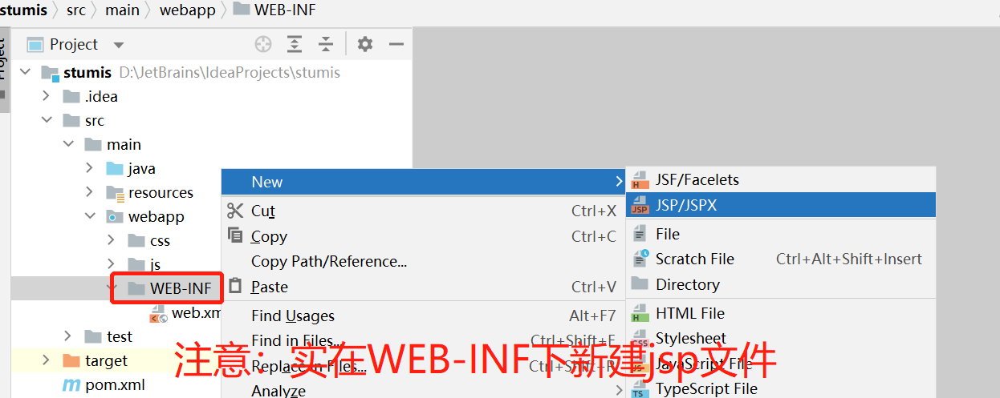 stumis 〉 src 〉 main 〉 webapp 〉 WEB-INF
Project
stumis D:\JetBrains\IdeaProjects\stumis
.idea
src
main
java
resources
webapp
css
js
WEB-INF
web.xm
test
target
pom.xml
New
Cut Ctrl+X
Copy Ctrl+C
Copy Path/Reference...
Paste Ctrl+V
Find Usages Alt+F7
Find in Files... Ctrl+Shift+F
Replace in Files... Ctrl+Shift+R
Analyze
JSF/Facelets
JSP/JSPX
File
Scratch File Ctrl+Alt+Shift+Insert
Directory
HTML File
Stylesheet
JavaScript File
TypeScript File
注意：实在WEB-INF下新建jsp文件